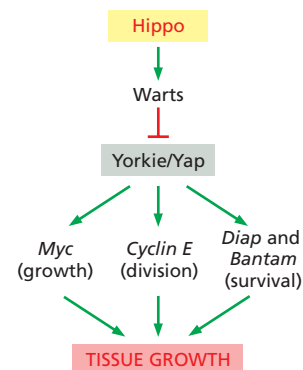 Hippo
Warts
Yorkie/Yap
Myc
(growth)
Cyclin E
(division)
Diap and
Bantam
(survival)
TISSUE GROWTH